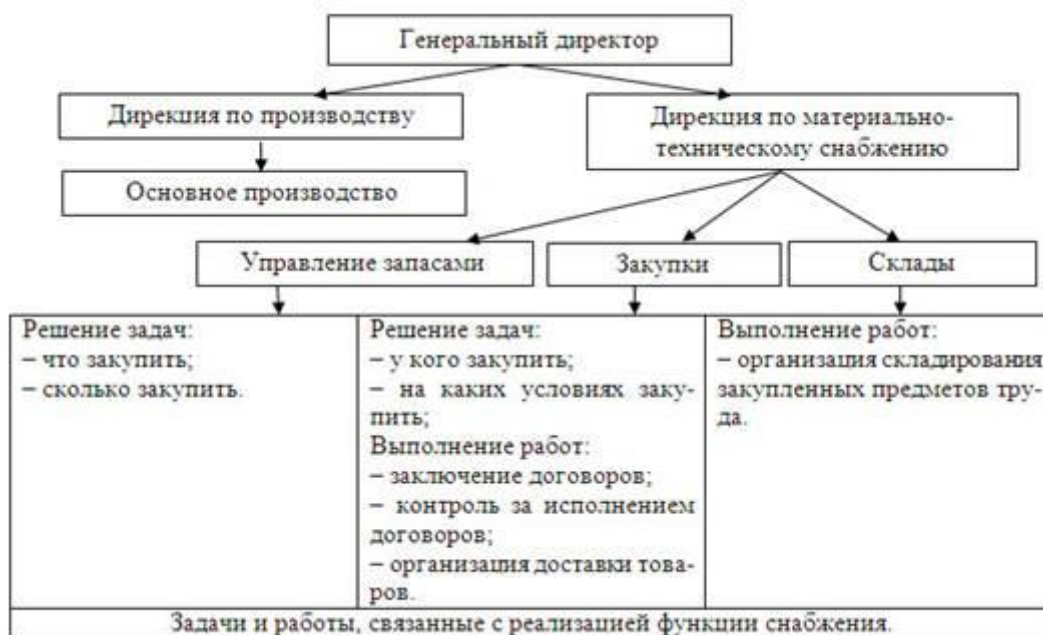 Генеральный директор
Дирекция по производству
Дирекция по материально-
техническому снабжению
Основное производство
Управление запасами
Закупки
Склады
Решение задач:
– что закупить;
– сколько закупить.
Решение задач:
– у кого закупить;
– на каких условиях заку-
пить;
Выполнение работ:
– заключение договоров;
– контроль за исполнением
договоров;
– организация доставки това-
ров.
Выполнение работ:
– организация складирования
закупленных предметов тру-
да.
Задачи и работы, связанные с реализацией функции снабжения.